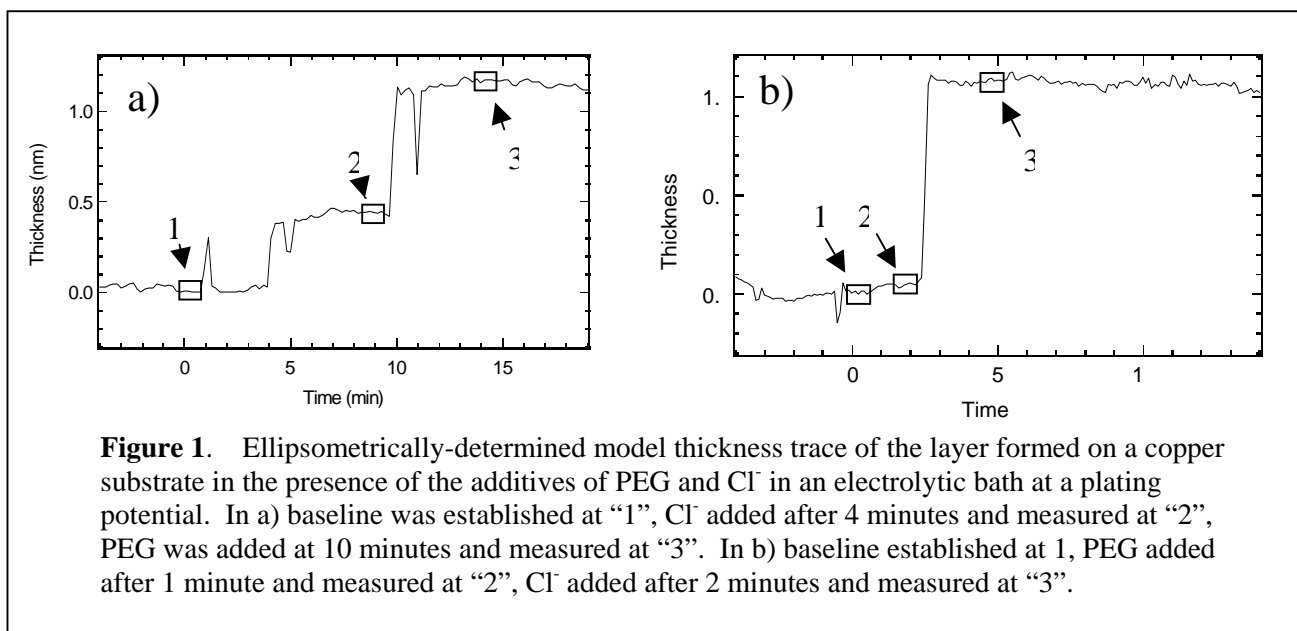 a)
1.0
0.5
0.0
Thickness (nm)
1
2
3
0
5
10
15
Time (min)
b)
1.
0.
0.
Thickness
1
2
3
0
5
1
Time
Figure 1. Ellipsometrically-determined model thickness trace of the layer formed on a copper
substrate in the presence of the additives of PEG and Cl- in an electrolytic bath at a plating
potential. In a) baseline was established at “1”, Cl- added after 4 minutes and measured at “2”,
PEG was added at 10 minutes and measured at “3”. In b) baseline established at 1, PEG added
after 1 minute and measured at “2”, Cl- added after 2 minutes and measured at “3”.